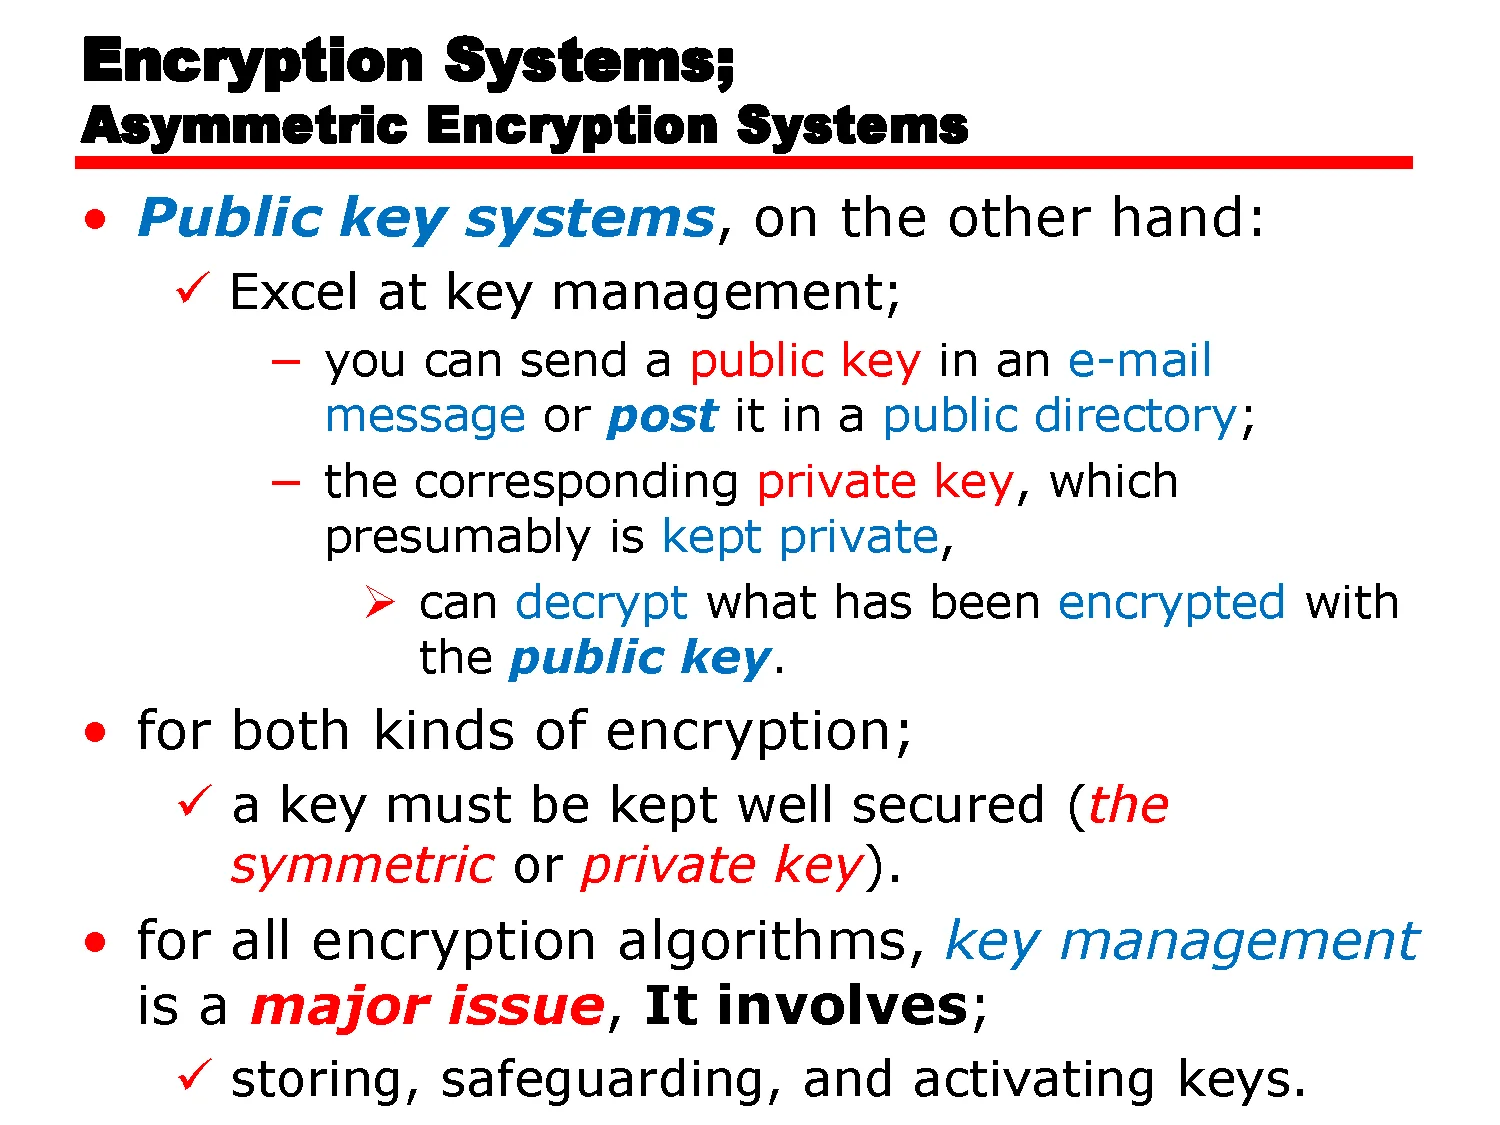 Encryption Systems;
Asymmetric Encryption Systems
• Public key systems, on the other hand:
✓ Excel at key management;
– you can send a public key in an e-mail
message or post it in a public directory;
– the corresponding private key, which
presumably is kept private,
➢ can decrypt what has been encrypted with
the public key.
• for both kinds of encryption;
✓ a key must be kept well secured (the
symmetric or private key).
• for all encryption algorithms, key management
is a major issue, It involves;
✓ storing, safeguarding, and activating keys.